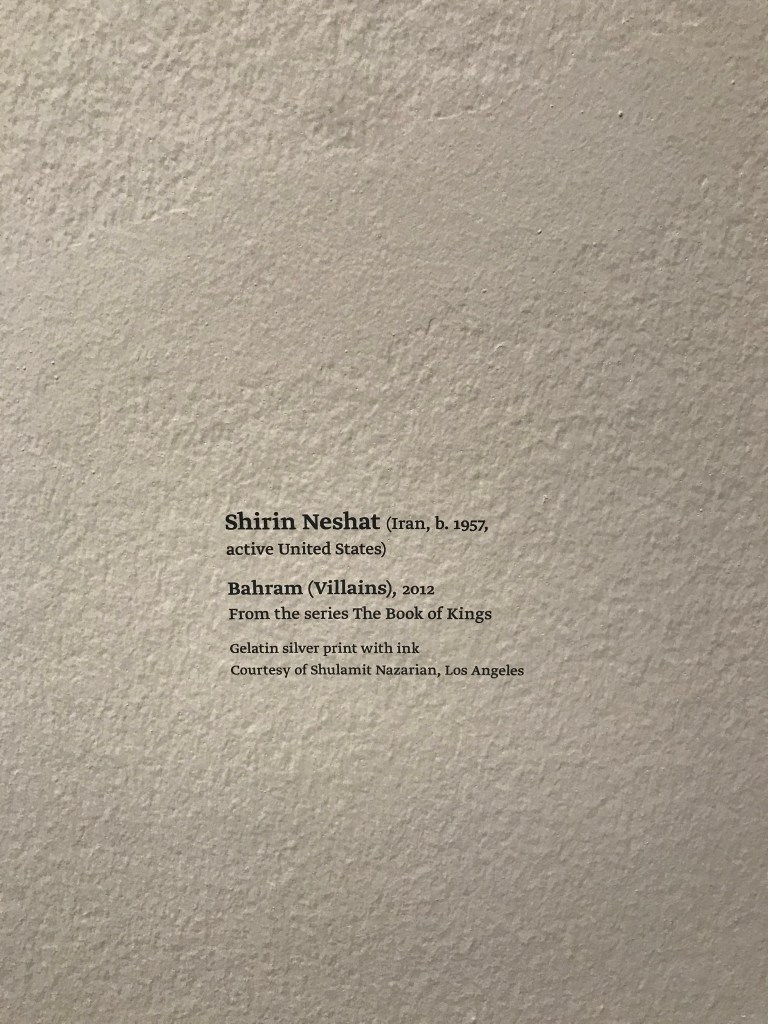 Shirin Neshat (Iran, b. 1957,
active United States)
Bahram (Villains), 2012
From the series The Book of Kings
Gelatin silver print with ink
Courtesy of Shulamit Nazarian, Los Angeles